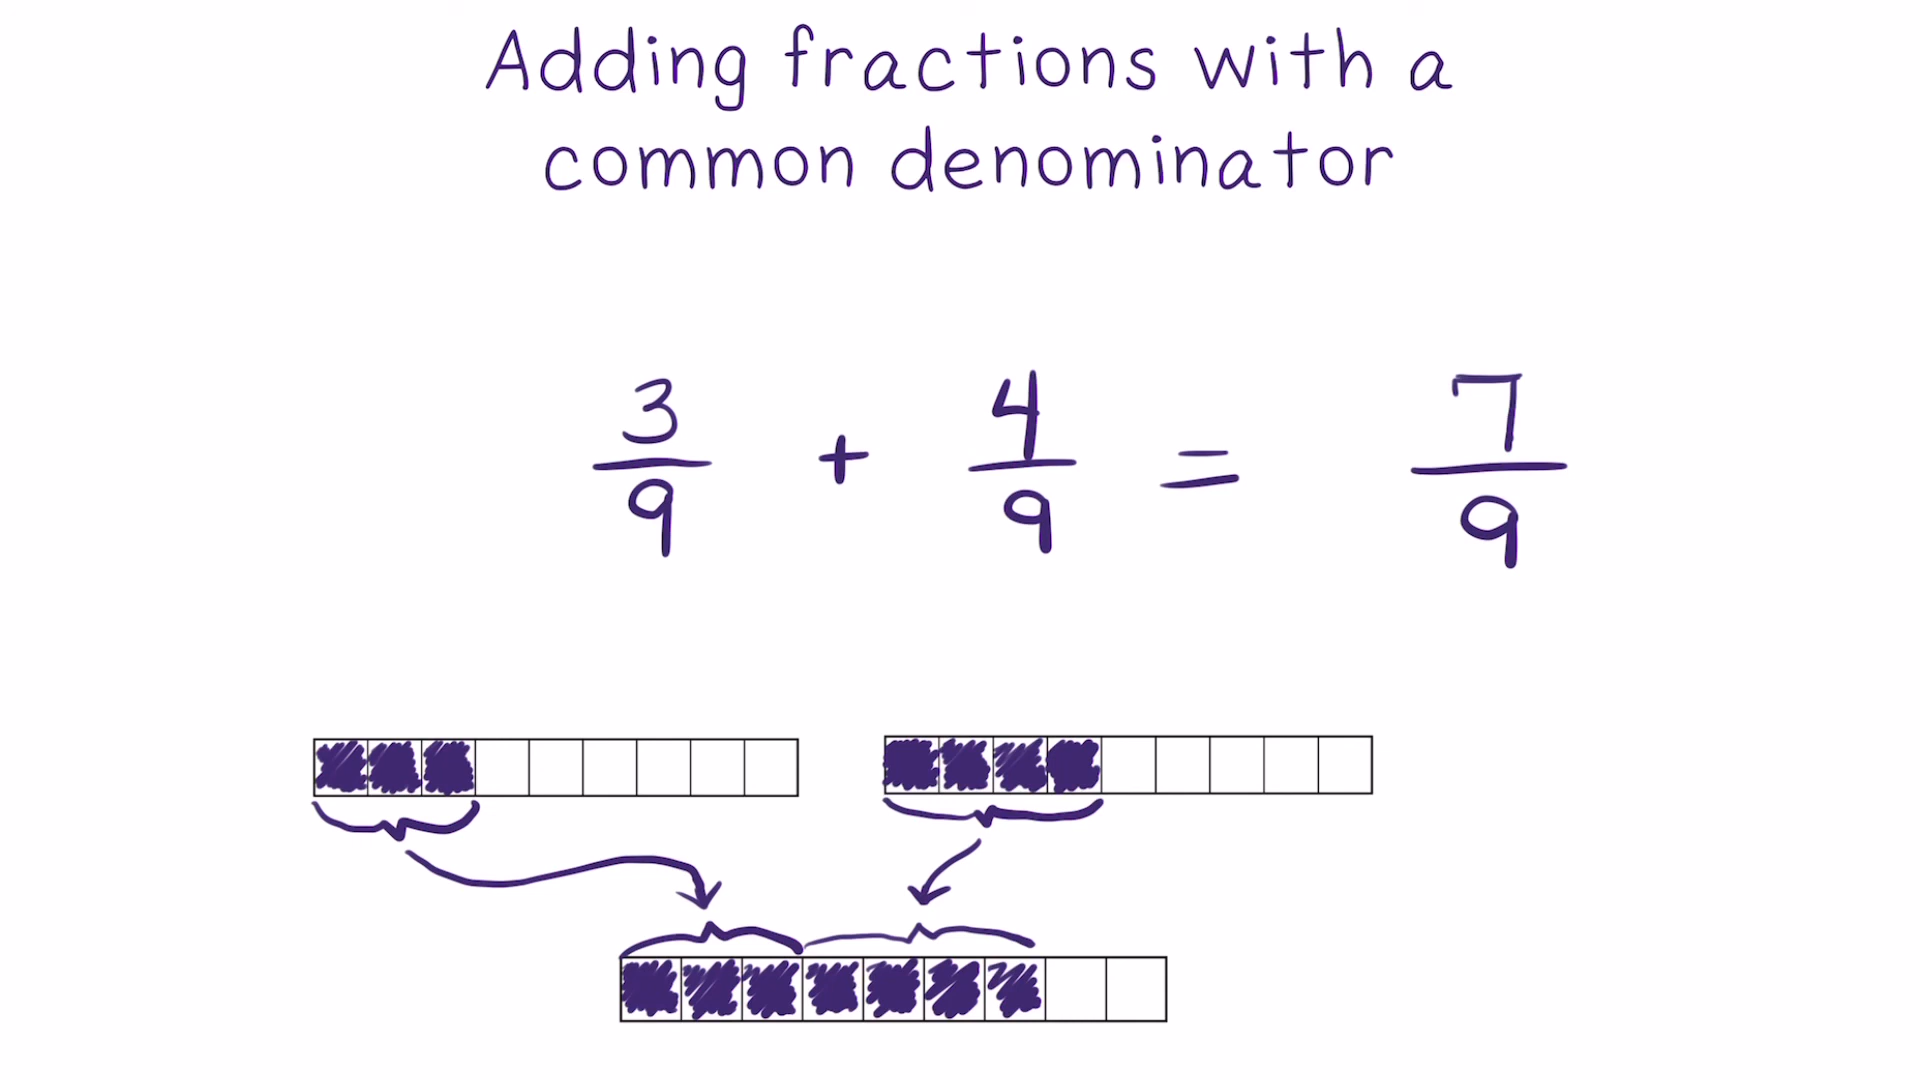 Adding fractions with a
common denominator
3/9 + 4/9 = 7/9